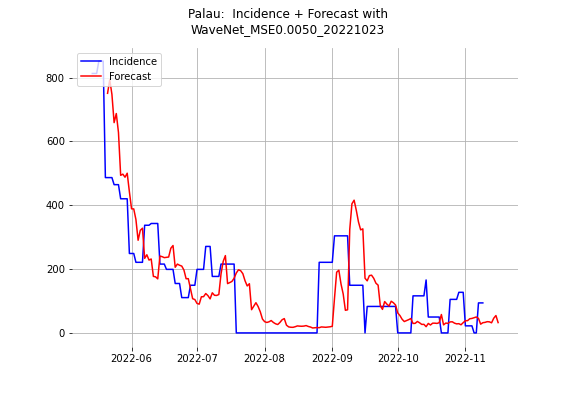 Palau:  Incidence + Forecast with
WaveNet_MSE0.0050_20221023
Incidence
Forecast
800
600
400
200
0
2022-06
2022-07
2022-08
2022-09
2022-10
2022-11